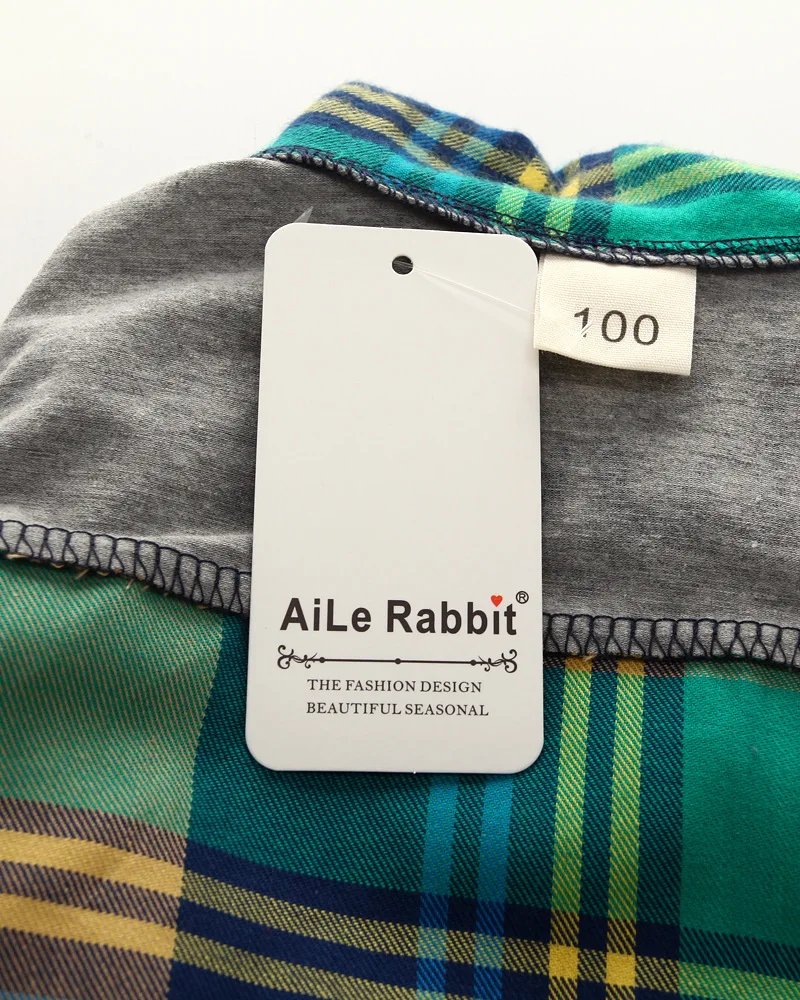 100
AiLe Rabbit®
THE FASHION DESIGN
BEAUTIFUL SEASONAL